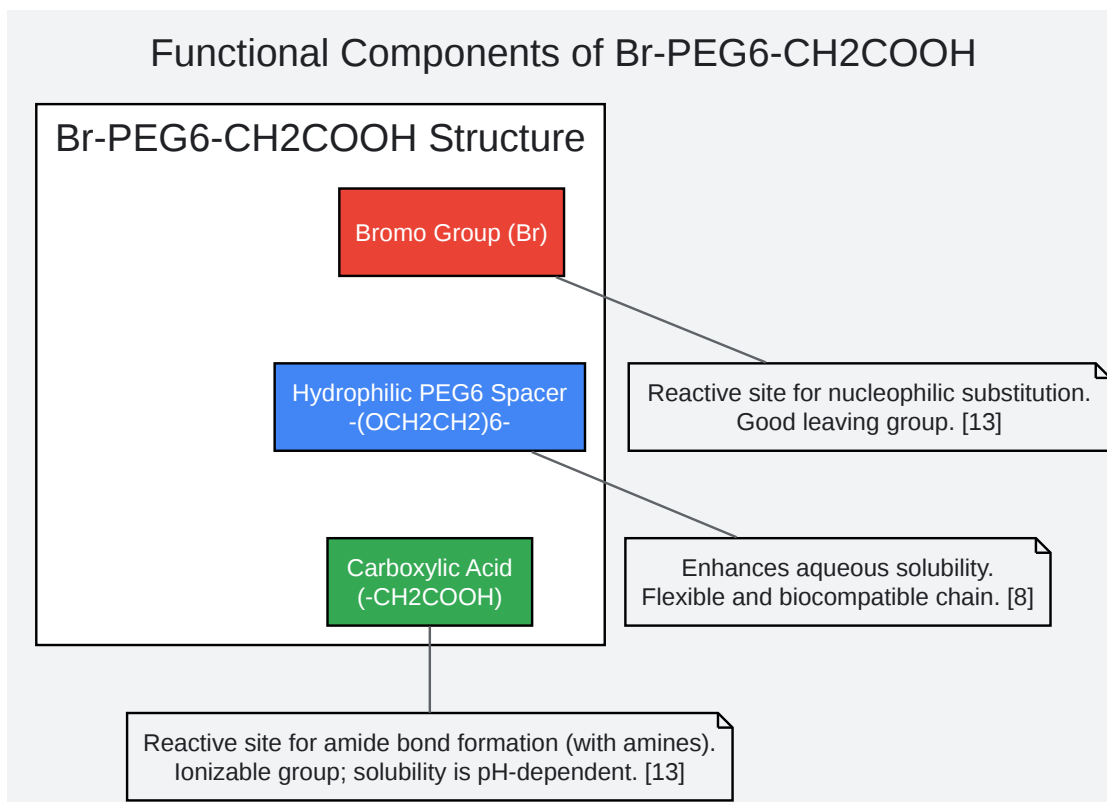 Functional Components of Br-PEG6-CH2COOH
Br-PEG6-CH2COOH Structure
Bromo Group (Br)
Hydrophilic PEG6 Spacer
-(OCH2CH2)6-
Reactive site for nucleophilic substitution.
Good leaving group. [13]
Carboxylic Acid
(-CH2COOH)
Enhances aqueous solubility.
Flexible and biocompatible chain. [8]
Reactive site for amide bond formation (with amines).
Ionizable group; solubility is pH-dependent. [13]